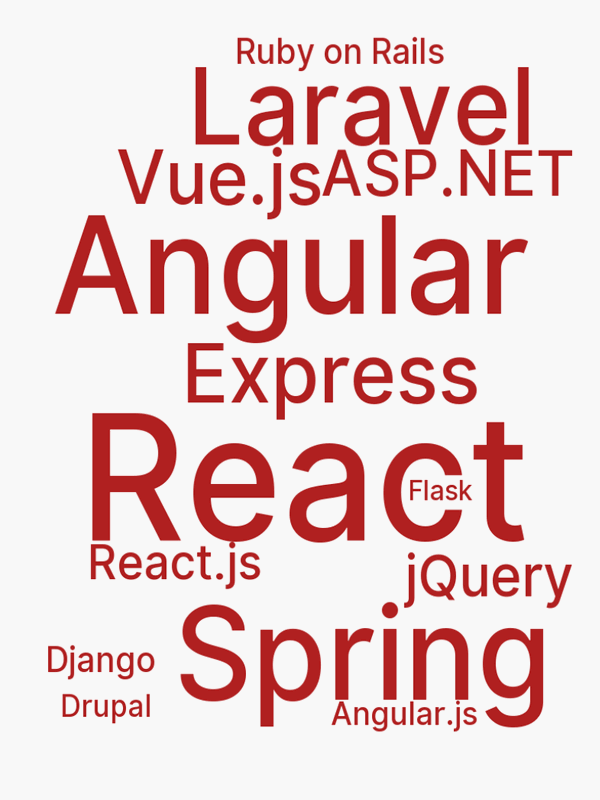 Ruby on Rails
Laravel
Vue.js
ASP.NET
Angular
Express
React
Flask
React.js
jQuery
Spring
Django
Drupal
Angular.js